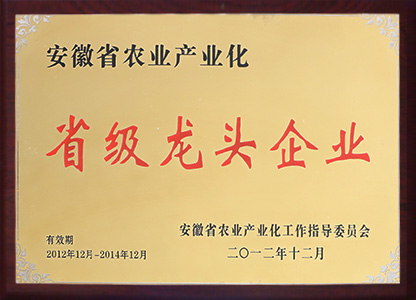 安徽省农业产业化
省级龙头企业
有效期
2012年12月-2014年12月
安徽省农业产业化工作指导委员会
二〇一二年十二月